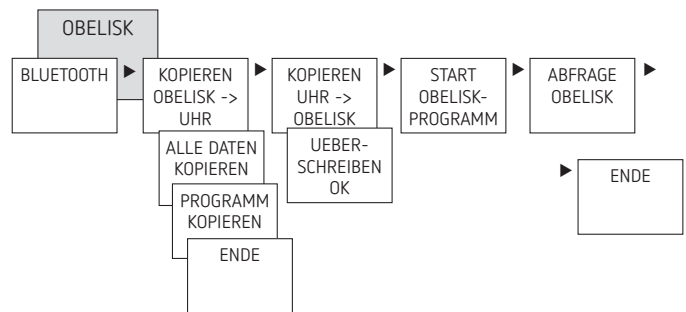 OBELISK
BLUETOOTH
KOPIEREN
OBELISK ->
UHR
ALLE DATEN
KOPIEREN
PROGRAMM
KOPIEREN
ENDE
KOPIEREN
UHR ->
OBELISK
UEBER-
SCHREIBEN
OK
START
OBELISK-
PROGRAMM
ABFRAGE
OBELISK
ENDE